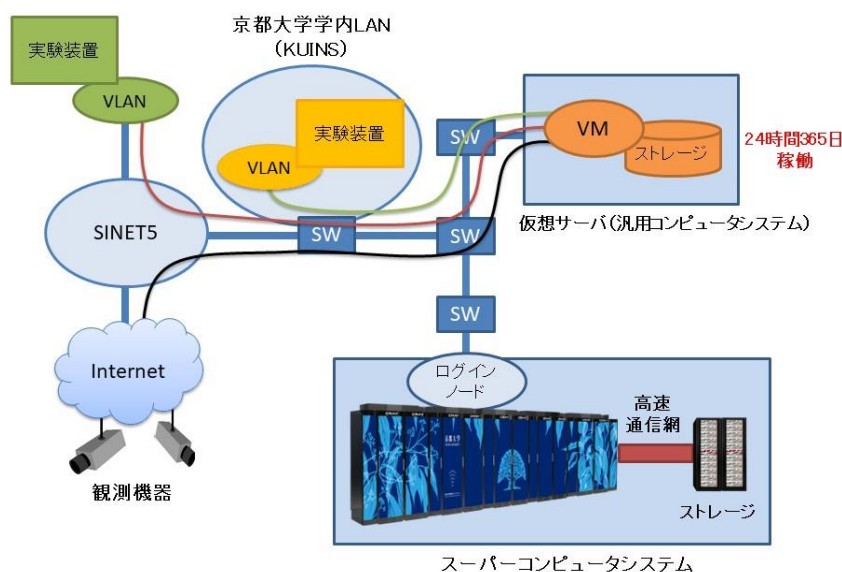 京都大学学内LAN
(KUINS)
実験装置
VLAN
実験装置
VLAN
SW
VM
ストレージ
24時間365日
稼働
仮想サーバ(汎用コンピュータシステム)
SINET5
SW
SW
SW
Internet
観測機器
ログイン
ノード
高速
通信網
京都大学
ストレージ
スーパーコンピュータシステム